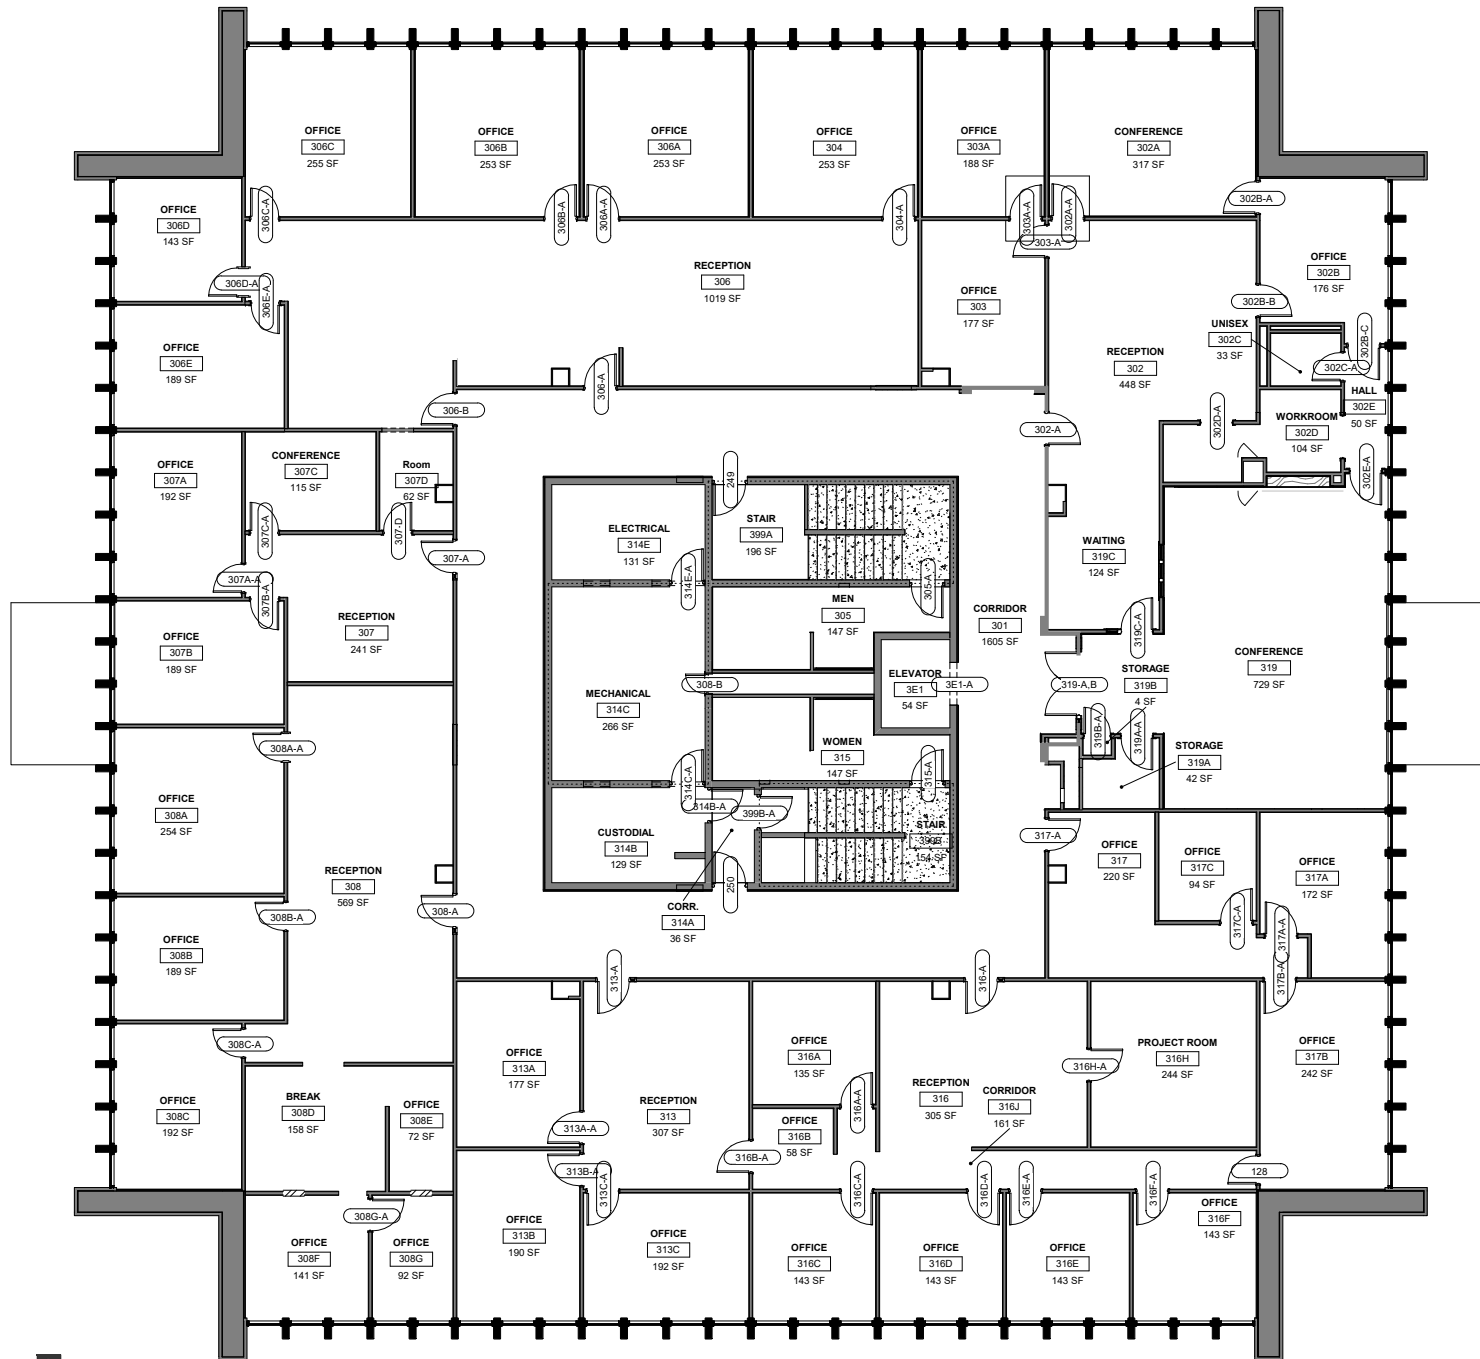 OFFICE
306C
255 SF
OFFICE
306B
253 SF
OFFICE
306A
253 SF
OFFICE
304
253 SF
OFFICE
303A
188 SF
CONFERENCE
302A
317 SF
306C-A
306B-A
306A-A
304-A
303A-A
302A-A
303-A
302B-A
OFFICE
306D
143 SF
306D-A
306E-A
RECEPTION
306
1019 SF
OFFICE
303
177 SF
OFFICE
302B
176 SF
302B-B
UNISEX
302C
33 SF
302B-C
302C-A
OFFICE
306E
189 SF
306-A
306-B
RECEPTION
302
448 SF
302-A
302D-A
HALL
302E
50 SF
WORKROOM
302D
104 SF
302E-A
OFFICE
307A
192 SF
CONFERENCE
307C
115 SF
Room
307D
62 SF
307C-A
307-D
307-A
307A-A
307B-A
249
ELECTRICAL
314E
131 SF
314E-A
STAIR
399A
196 SF
305-A
MEN
305
147 SF
WAITING
319C
124 SF
319C-A
CORRIDOR
301
1605 SF
OFFICE
307B
189 SF
RECEPTION
307
241 SF
MECHANICAL
314C
266 SF
308-B
ELEVATOR
3E1
54 SF
3E1-A
319-A,B
STORAGE
319B
4 SF
CONFERENCE
319
729 SF
319B-A
319A-A
STORAGE
319A
42 SF
308A-A
OFFICE
308A
254 SF
WOMEN
315
147 SF
315-A
314C-A
314B-A
399B-A
CUSTODIAL
314B
129 SF
STAIR
399B
154 SF
250
CORR.
314A
36 SF
317-A
OFFICE
317
220 SF
OFFICE
317C
94 SF
OFFICE
317A
172 SF
317C-A
317A-A
317B-A
RECEPTION
308
569 SF
308B-A
308-A
OFFICE
308B
189 SF
313-A
316-A
308C-A
OFFICE
308C
192 SF
BREAK
308D
158 SF
OFFICE
308E
72 SF
OFFICE
313A
177 SF
313A-A
RECEPTION
313
307 SF
OFFICE
316A
135 SF
316A-A
OFFICE
316B
58 SF
316B-A
RECEPTION
316
305 SF
CORRIDOR
316J
161 SF
316H-A
PROJECT ROOM
316H
244 SF
OFFICE
317B
242 SF
128
313B-A
313C-A
316C-A
316D-A
316E-A
316F-A
308G-A
OFFICE
308F
141 SF
OFFICE
308G
92 SF
OFFICE
313B
190 SF
OFFICE
313C
192 SF
OFFICE
316C
143 SF
OFFICE
316D
143 SF
OFFICE
316E
143 SF
OFFICE
316F
143 SF